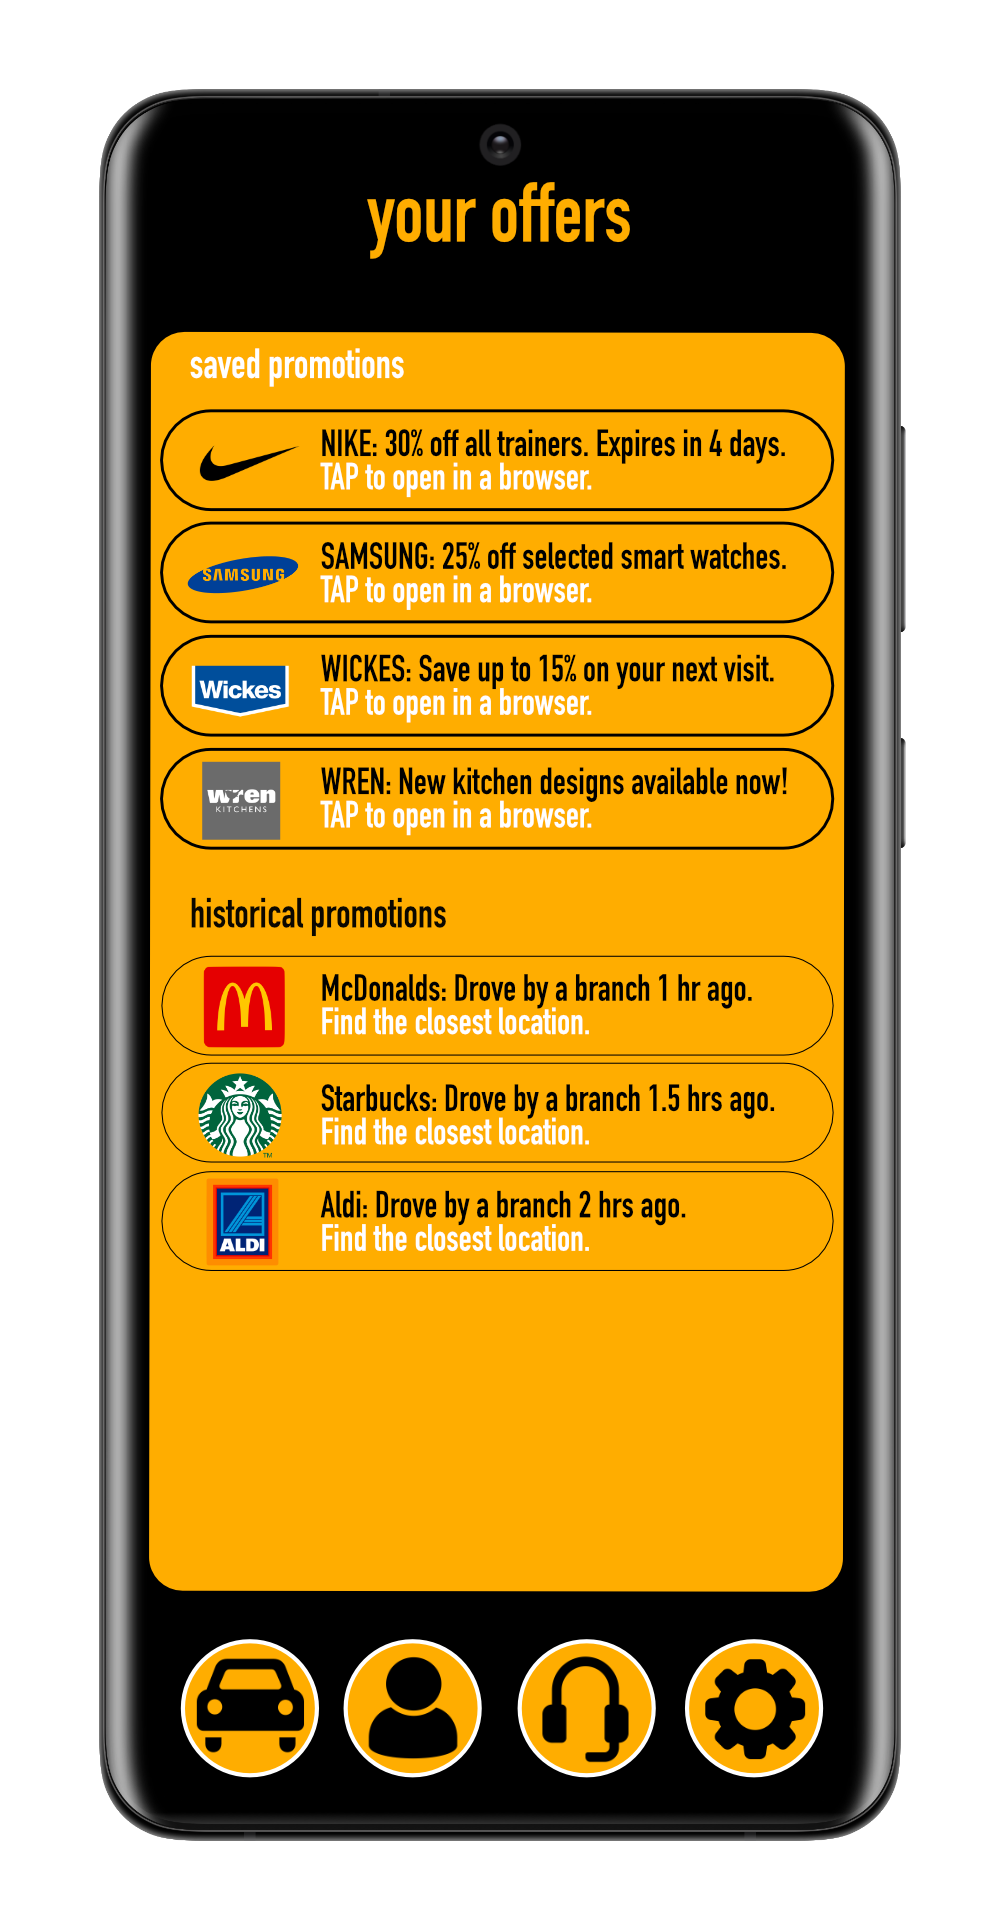 your offers
saved promotions
NIKE: 30% off all trainers. Expires in 4 days.
TAP to open in a browser.
SAMSUNG
SAMSUNG: 25% off selected smart watches.
TAP to open in a browser.
Wickes
WICKES: Save up to 15% on your next visit.
TAP to open in a browser.
wren
KITCHENS
WREN: New kitchen designs available now!
TAP to open in a browser.
historical promotions
McDonalds: Drove by a branch 1 hr ago.
Find the closest location.
Starbucks: Drove by a branch 1.5 hrs ago.
Find the closest location.
TM
ALDI
Aldi: Drove by a branch 2 hrs ago.
Find the closest location.